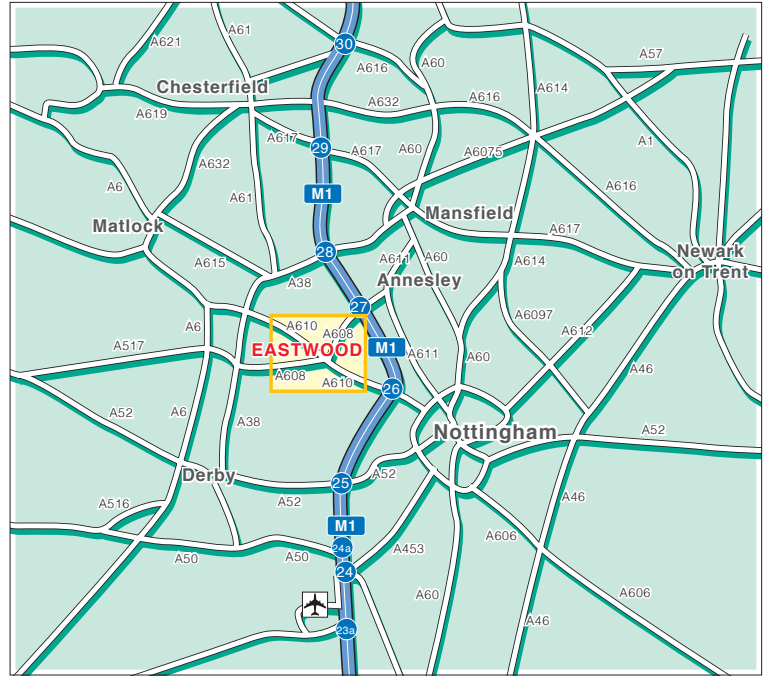 A621
A61
30
A60
A57
A616
Chesterfield
A614
A619
A632
A616
A617
29
A617
A60
A6075
A1
A632
A6
A61
M1
A616
Matlock
Mansfield
A617
28
A615
A611
A60
A614
Newark
on Trent
A38
Annesley
27
A6
A610
A608
A6097
A612
A517
EASTWOOD
M1
A611
A60
A46
A608
A610
26
A52
A6
A38
Nottingham
A52
Derby
A52
25
A516
A52
A46
M1
A50
A50
24a
A453
A606
24
A60
A606
23a
A46